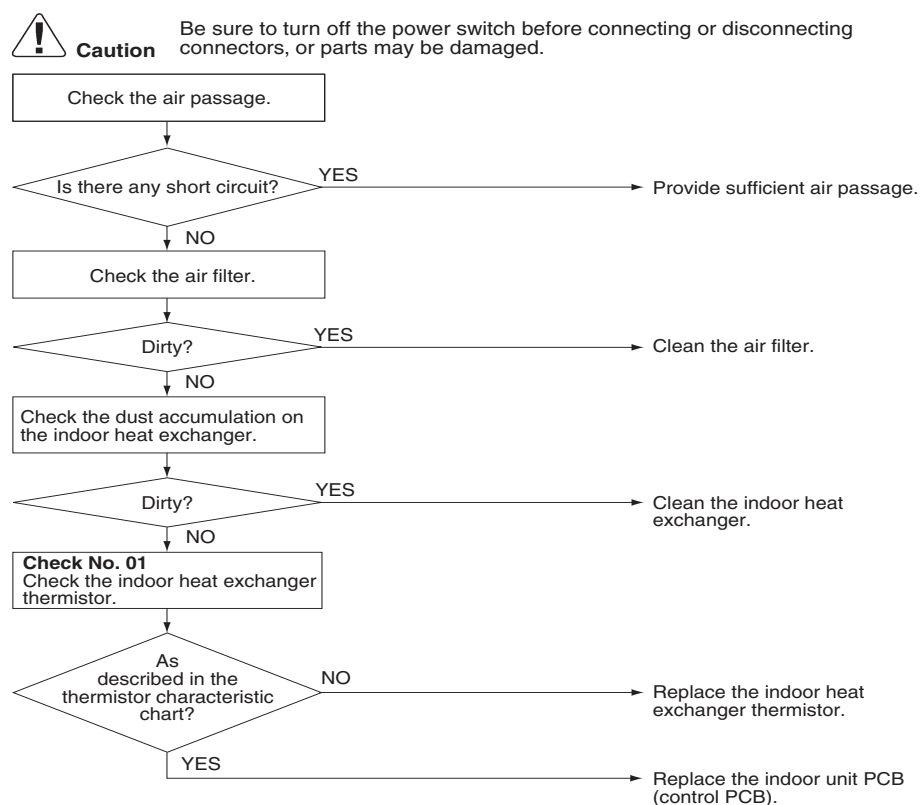 Be sure to turn off the power switch before connecting or disconnecting
Caution connectors, or parts may be damaged.
Check the air passage.
Is there any short circuit?
YES
Provide sufficient air passage.
NO
Check the air filter.
Dirty?
YES
Clean the air filter.
NO
Check the dust accumulation on
the indoor heat exchanger.
Dirty?
YES
Clean the indoor heat
exchanger.
NO
Check No. 01
Check the indoor heat exchanger
thermistor.
As
described in the
thermistor characteristic
chart?
NO
Replace the indoor heat
exchanger thermistor.
YES
Replace the indoor unit PCB
(control PCB).